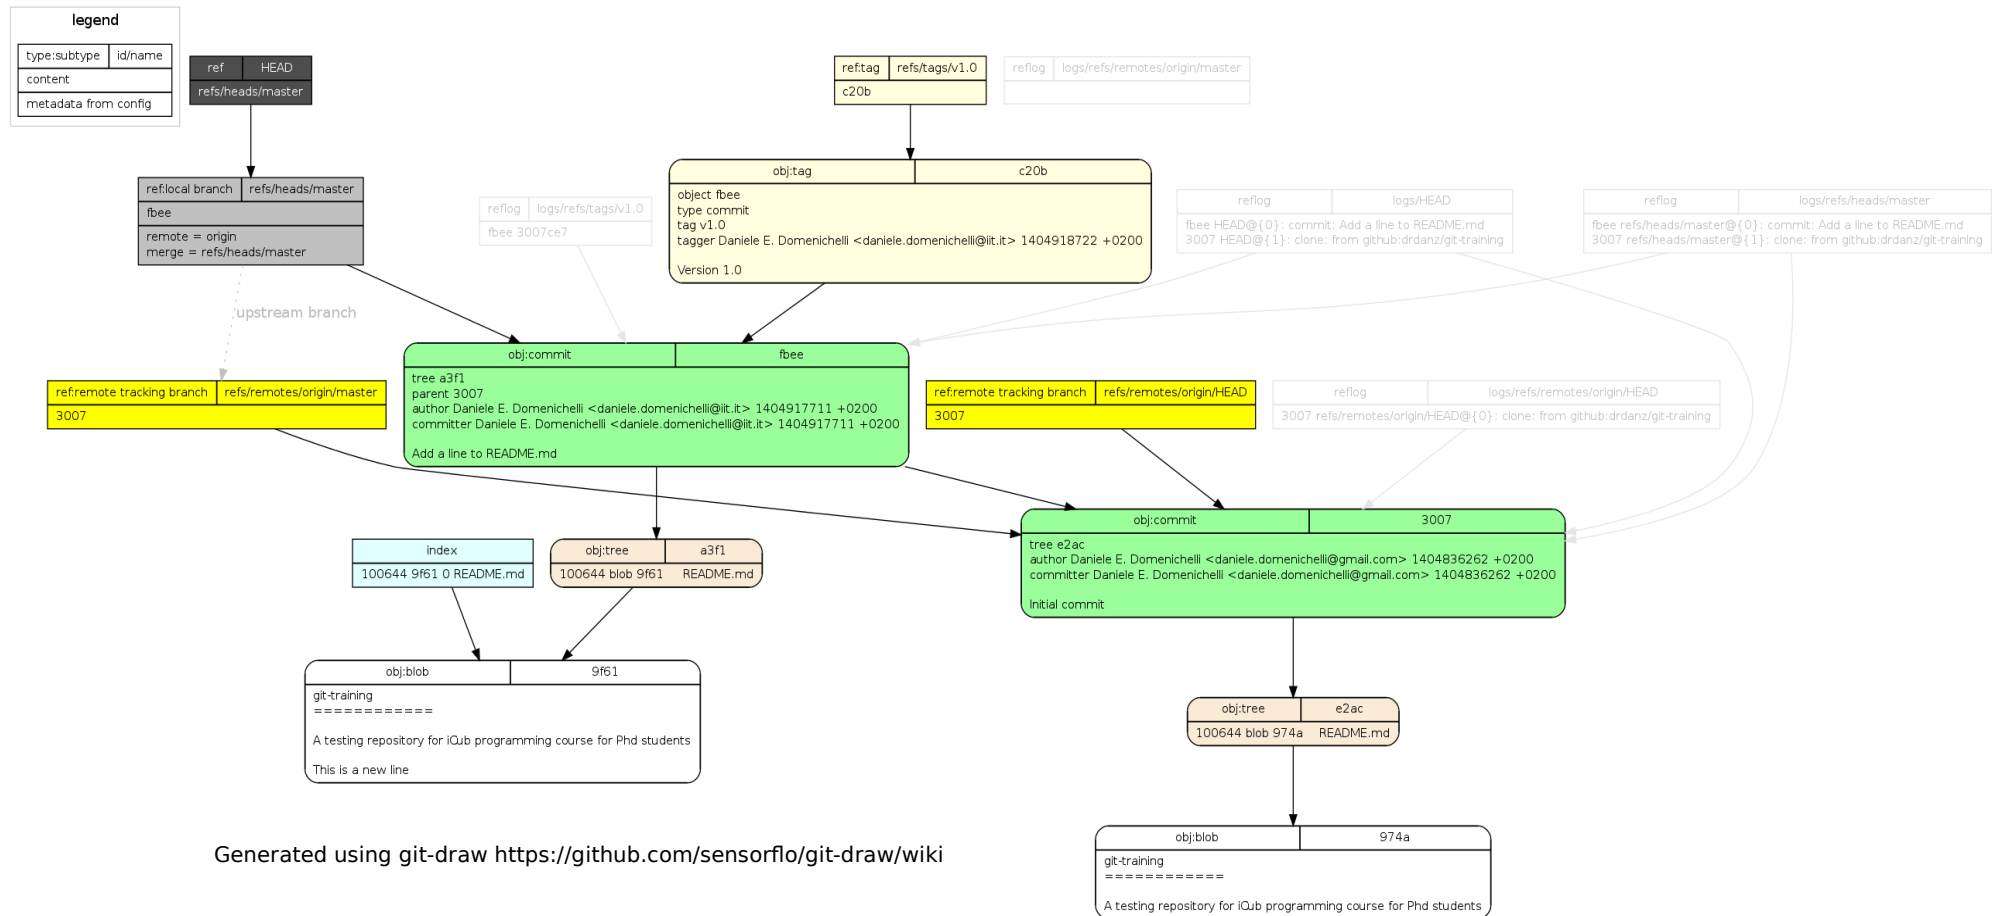 legend
type:subtype id/name
content
metadata from config
ref HEAD
refs/heads/master
ref:tag refs/tags/v1.0
c20b
reflog logs/refs/remotes/origin/master
ref:local branch refs/heads/master
fbee
remote = origin
merge = refs/heads/master
reflog logs/refs/tags/v1.0
fbee 3007ce7
obj:tag c20b
object fbee
type commit
tag v1.0
tagger Daniele E. Domenichelli <daniele.domenichelli@iit.it> 1404918722 +0200
Version 1.0
reflog logs/HEAD
fbee HEAD@{0}: commit: Add a line to README.md
3007 HEAD@{1}: clone: from github:drdanz/git-training
reflog logs/refs/heads/master
fbee refs/heads/master@{0}: commit: Add a line to README.md
3007 refs/heads/master@{1}: clone: from github:drdanz/git-training
upstream branch
ref:remote tracking branch refs/remotes/origin/master
3007
obj:commit fbee
tree a3f1
parent 3007
author Daniele E. Domenichelli <daniele.domenichelli@iit.it> 1404917711 +0200
committer Daniele E. Domenichelli <daniele.domenichelli@iit.it> 1404917711 +0200
Add a line to README.md
ref:remote tracking branch refs/remotes/origin/HEAD
3007
reflog logs/refs/remotes/origin/HEAD
3007 refs/remotes/origin/HEAD@{0}: clone: from github:drdanz/git-training
index
100644 9f61 0 README.md
obj:tree a3f1
100644 blob 9f61 README.md
obj:commit 3007
tree e2ac
author Daniele E. Domenichelli <daniele.domenichelli@gmail.com> 1404836262 +0200
committer Daniele E. Domenichelli <daniele.domenichelli@gmail.com> 1404836262 +0200
Initial commit
obj:blob 9f61
git-training
============
A testing repository for iCub programming course for Phd students
This is a new line
obj:tree e2ac
100644 blob 974a README.md
obj:blob 974a
git-training
============
A testing repository for iCub programming course for Phd students
Generated using git-draw https://github.com/sensorflo/git-draw/wiki